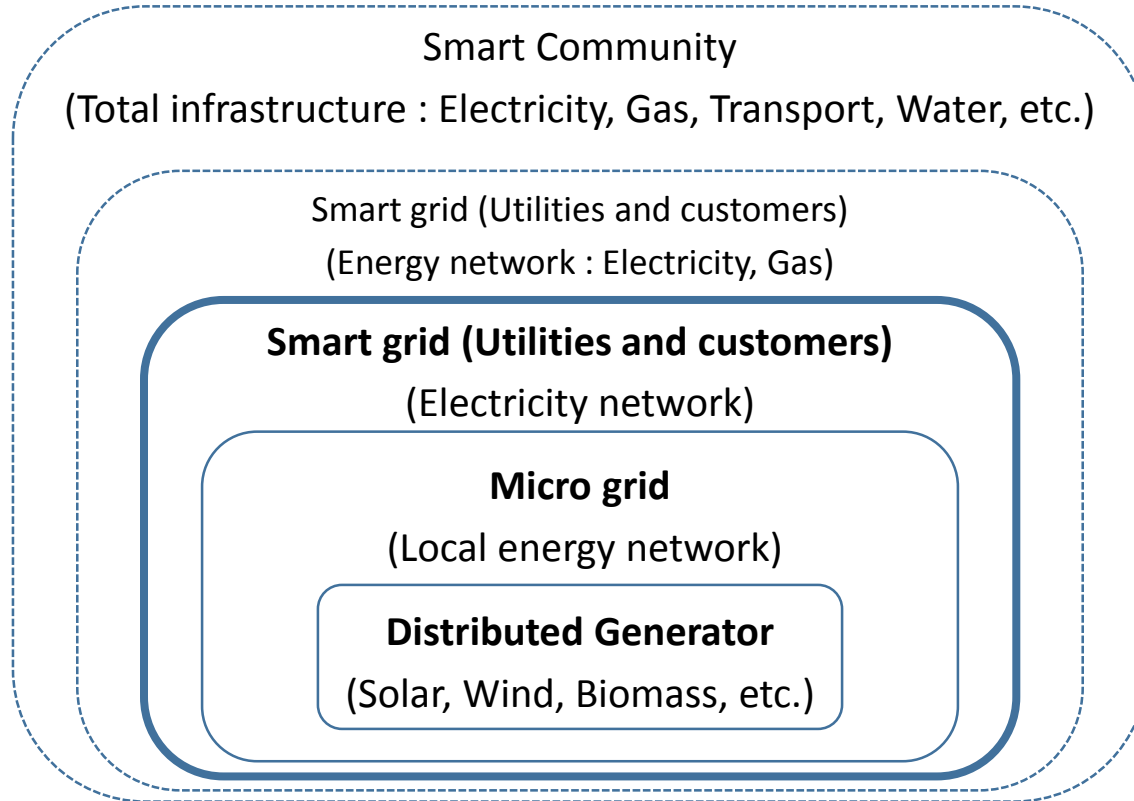 Smart Community
(Total infrastructure : Electricity, Gas, Transport, Water, etc.)
Smart grid (Utilities and customers)
(Energy network : Electricity, Gas)
Smart grid (Utilities and customers)
(Electricity network)
Micro grid
(Local energy network)
Distributed Generator
(Solar, Wind, Biomass, etc.)